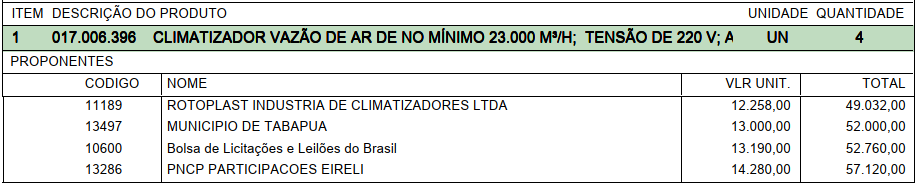 ITEM DESCRIÇÃO DO PRODUTO UNIDADE QUANTIDADE
1 017.006.396 CLIMATIZADOR VAZÃO DE AR DE NO MÍNIMO 23.000 M³/H; TENSÃO DE 220 V; A UN 4
PROPONENTES
CODIGO NOME VLR UNIT. TOTAL
11189 ROTOPLAST INDUSTRIA DE CLIMATIZADORES LTDA 12.258,00 49.032,00
13497 MUNICIPIO DE TABAPUA 13.000,00 52.000,00
10600 Bolsa de Licitações e Leilões do Brasil 13.190,00 52.760,00
13286 PNCP PARTICIPACOES EIRELI 14.280,00 57.120,00